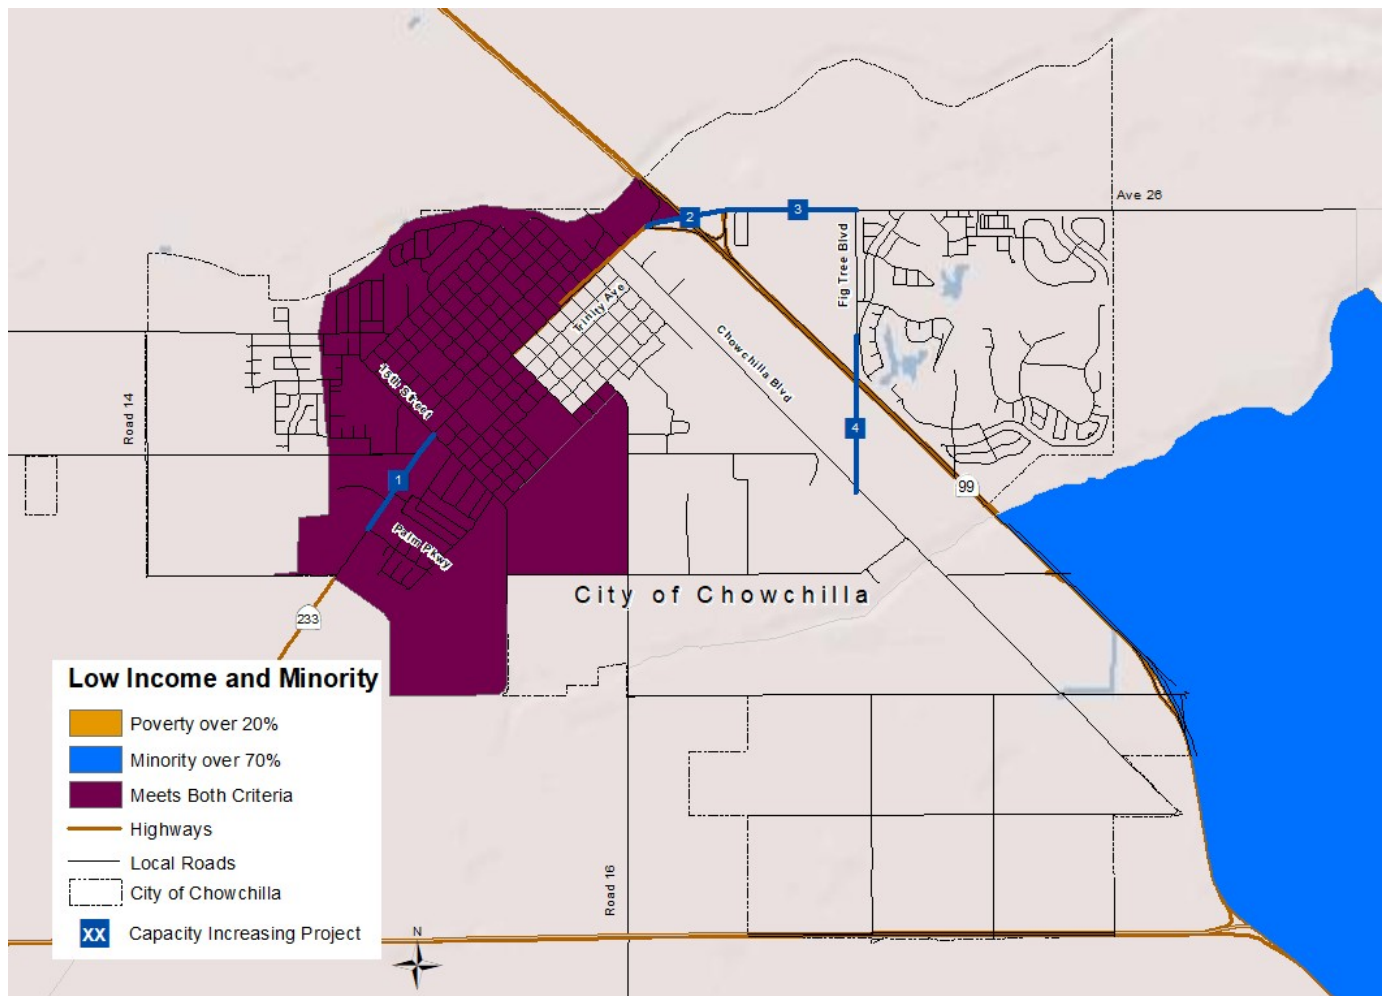 Ave 26
2
3
Fig Tree Blvd
Trinity Ave
Chowchilla Blvd
15th Street
Road 14
4
1
99
Palm Pkwy
City of Chowchilla
233
Low Income and Minority
Poverty over 20%
Minority over 70%
Meets Both Criteria
Highways
Local Roads
City of Chowchilla
XX Capacity Increasing Project
Road 16
N